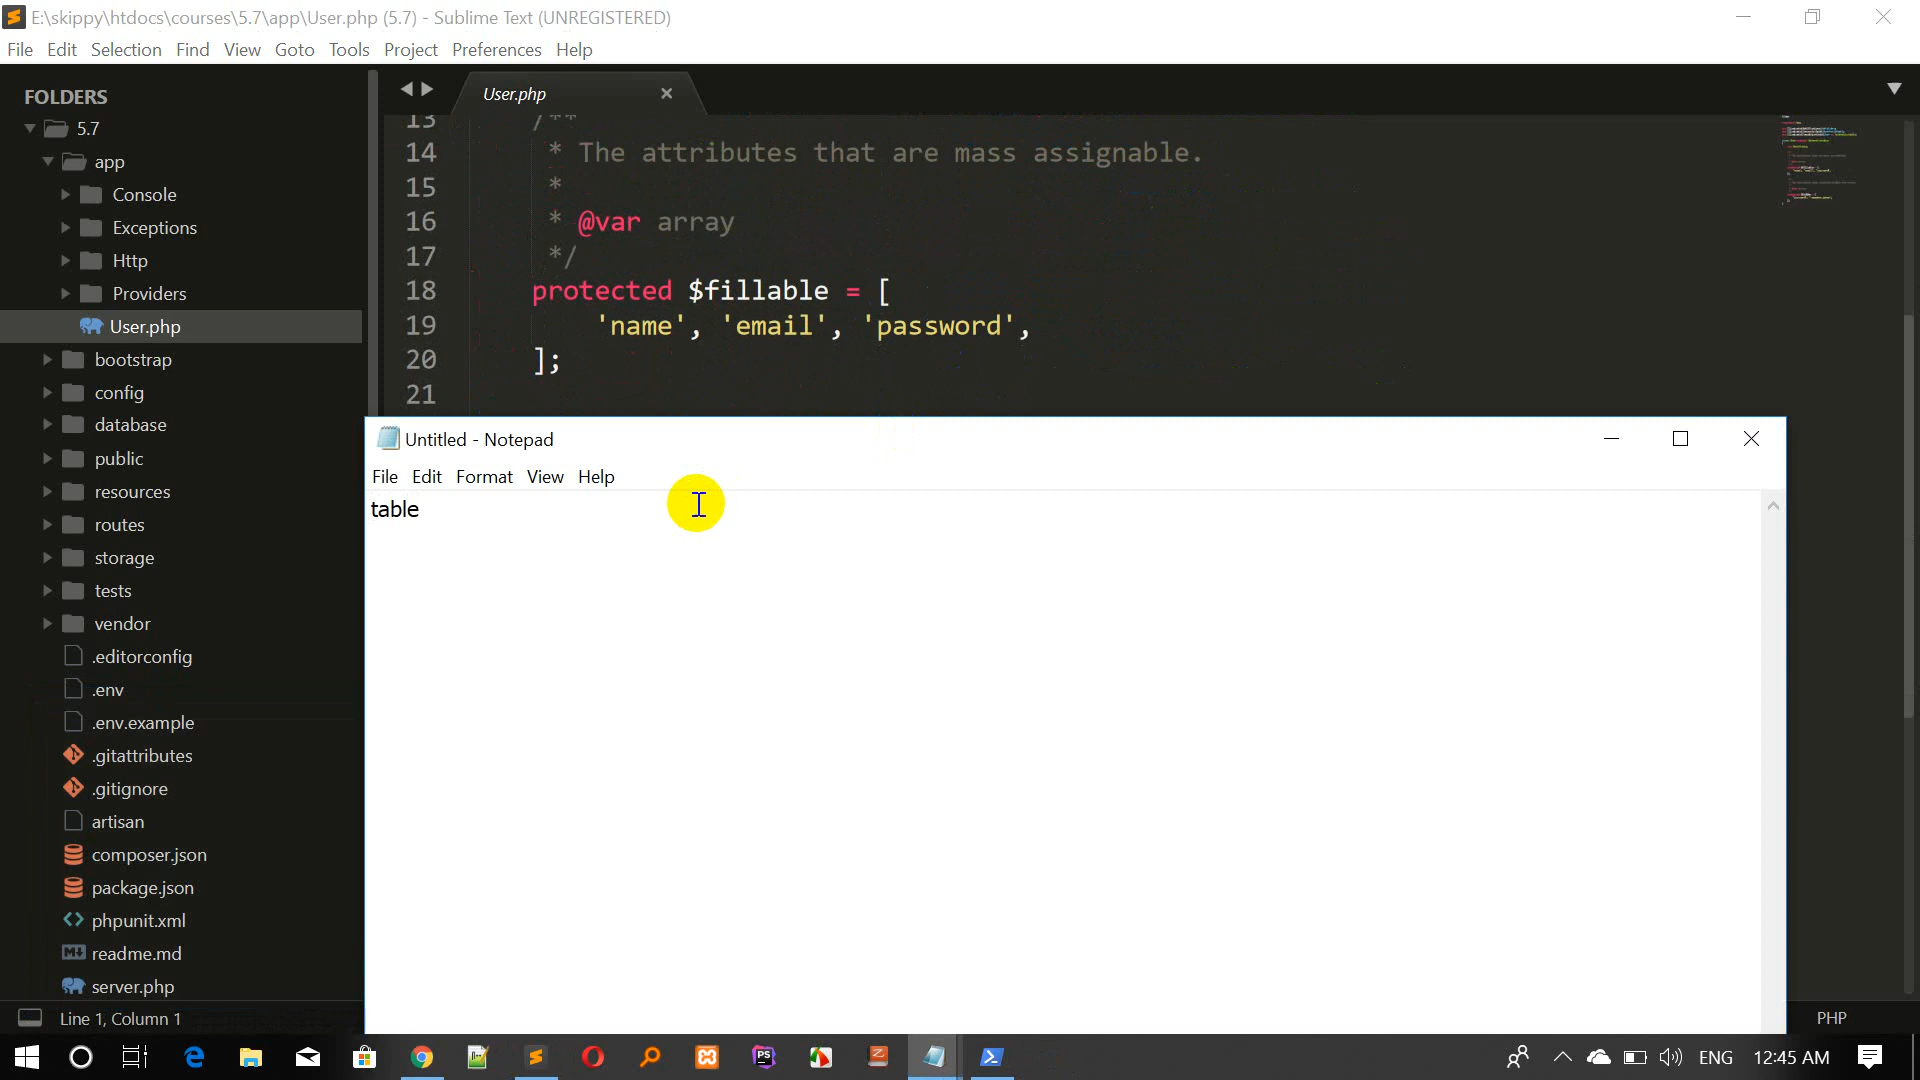 E:\skippy\htdocs\courses\5.7\app\User.php (5.7) - Sublime Text (UNREGISTERED)
File Edit Selection Find View Goto Tools Project Preferences Help
FOLDERS
5.7
app
Console
Exceptions
Http
Providers
User.php
bootstrap
config
database
public
resources
routes
storage
tests
vendor
.editorconfig
.env
.env.example
.gitattributes
.gitignore
artisan
composer.json
package.json
phpunit.xml
readme.md
server.php
User.php
13 /**
14 * The attributes that are mass assignable.
15 *
16 * @var array
17 */
18 protected $fillable = [
19 'name', 'email', 'password',
20 ];
21
Untitled - Notepad
File Edit Format View Help
table
Line 1, Column 1
PHP
ENG 12:45 AM